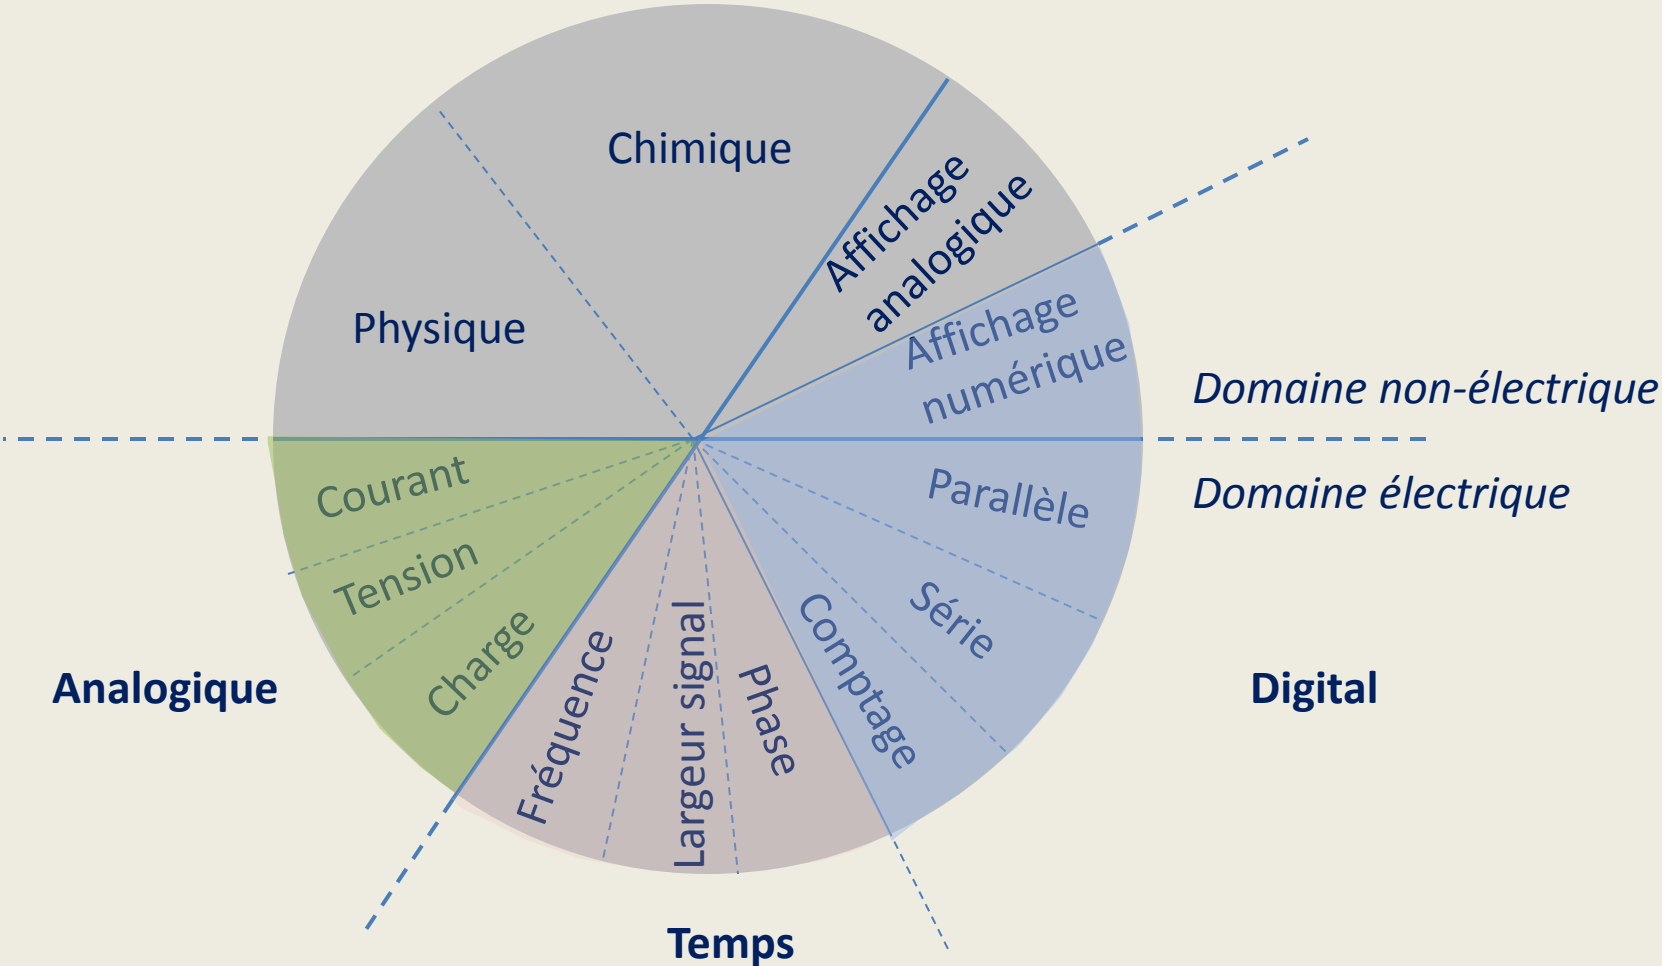 Chimique
Affichage
analogique
Physique
Affichage
numérique
Domaine non-électrique
Domaine électrique
Courant
Tension
Charge
Fréquence
Largeur signal
Phase
Comptage
Série
Parallèle
Analogique
Digital
Temps